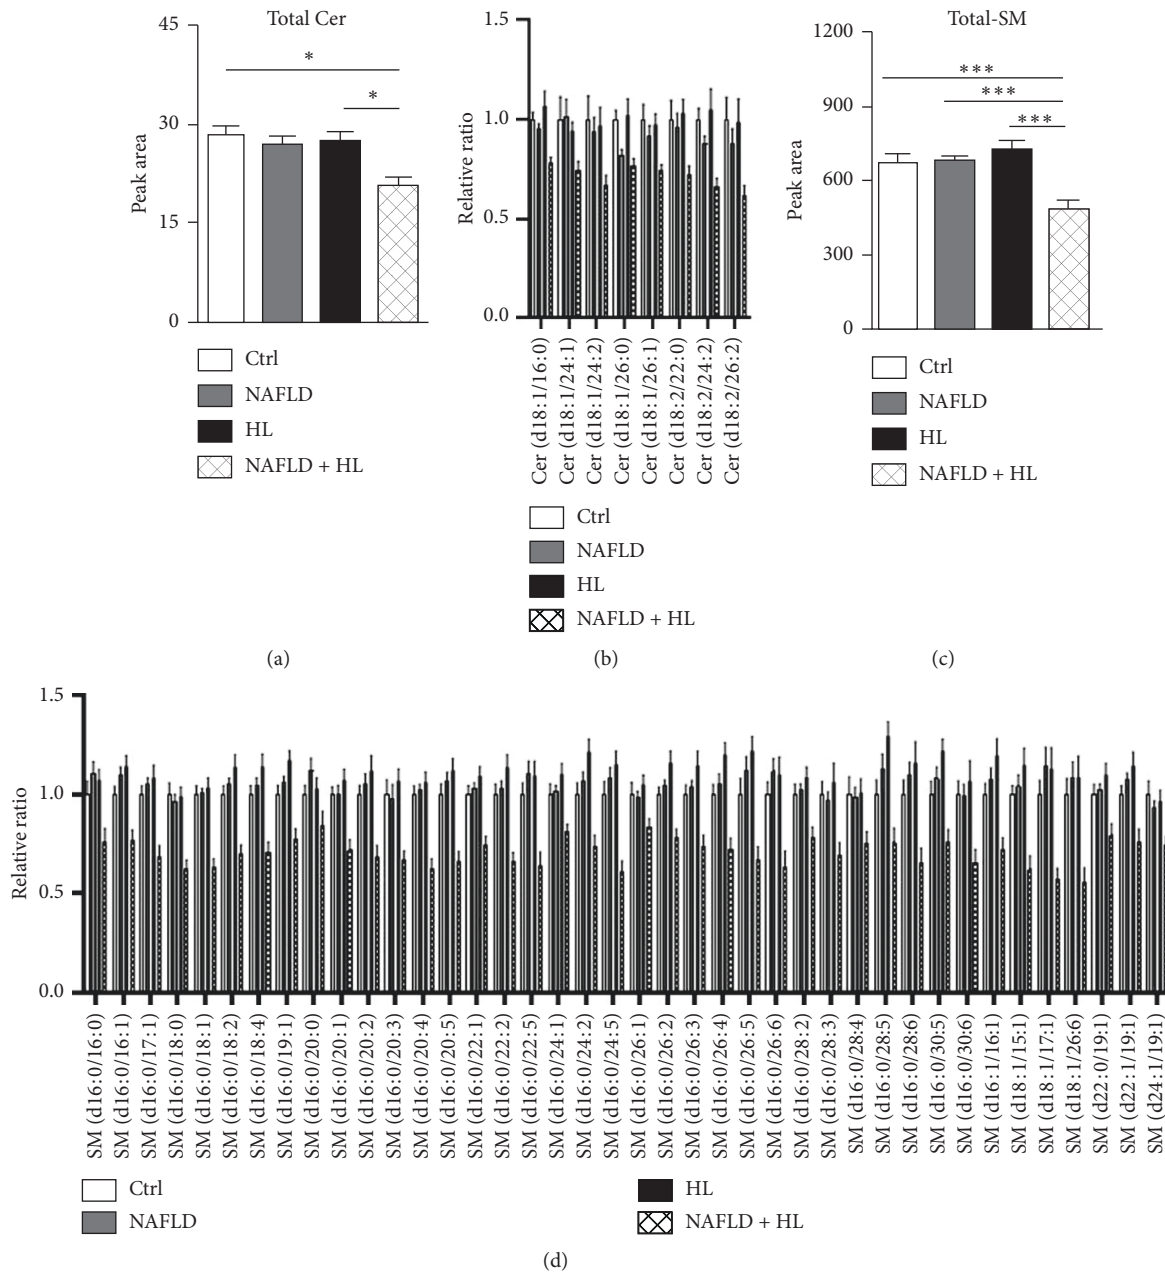 Total Cer
45
30
15
0
Peak area
*
*
Ctrl
NAFLD
HL
NAFLD + HL
(a)
1.5
1.0
0.5
0.0
Relative ratio
Cer (d18:1/16:0)
Cer (d18:1/24:1)
Cer (d18:1/24:2)
Cer (d18:1/26:0)
Cer (d18:1/26:1)
Cer (d18:2/22:0)
Cer (d18:2/24:2)
Cer (d18:2/26:2)
Ctrl
NAFLD
HL
NAFLD + HL
(b)
Total-SM
1200
900
600
300
0
Peak area
***
***
***
Ctrl
NAFLD
HL
NAFLD + HL
(c)
1.5
1.0
0.5
0.0
Relative ratio
SM (d16:0/16:0)
SM (d16:0/16:1)
SM (d16:0/17:1)
SM (d16:0/18:0)
SM (d16:0/18:1)
SM (d16:0/18:2)
SM (d16:0/18:4)
SM (d16:0/19:1)
SM (d16:0/20:0)
SM (d16:0/20:1)
SM (d16:0/20:2)
SM (d16:0/20:3)
SM (d16:0/20:4)
SM (d16:0/20:5)
SM (d16:0/22:1)
SM (d16:0/22:2)
SM (d16:0/22:5)
SM (d16:0/24:1)
SM (d16:0/24:2)
SM (d16:0/24:5)
SM (d16:0/26:1)
SM (d16:0/26:2)
SM (d16:0/26:3)
SM (d16:0/26:4)
SM (d16:0/26:5)
SM (d16:0/26:6)
SM (d16:0/28:2)
SM (d16:0/28:3)
SM (d16:0/28:4)
SM (d16:0/28:5)
SM (d16:0/28:6)
SM (d16:0/30:5)
SM (d16:0/30:6)
SM (d16:1/16:1)
SM (d18:1/15:1)
SM (d18:1/17:1)
SM (d18:1/26:6)
SM (d22:0/19:1)
SM (d22:1/19:1)
SM (d24:1/19:1)
Ctrl
NAFLD
HL
NAFLD + HL
(d)